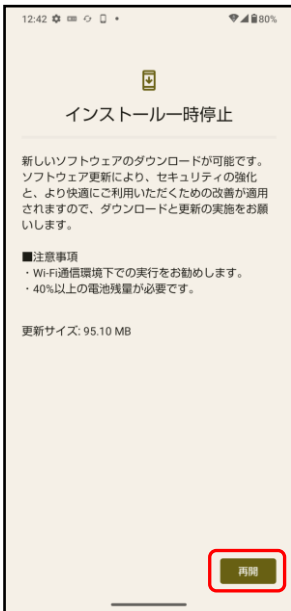 12:42
80%
インストール一時停止
新しいソフトウェアのダウンロードが可能です。
ソフトウェア更新により、セキュリティの強化
と、より快適にご利用いただくための改善が適用
されますので、ダウンロードと更新の実施をお願
いします。
■注意事項
・Wi-Fi通信環境下での実行をお勧めします。
・40%以上の電池残量が必要です。
更新サイズ: 95.10 MB
再開